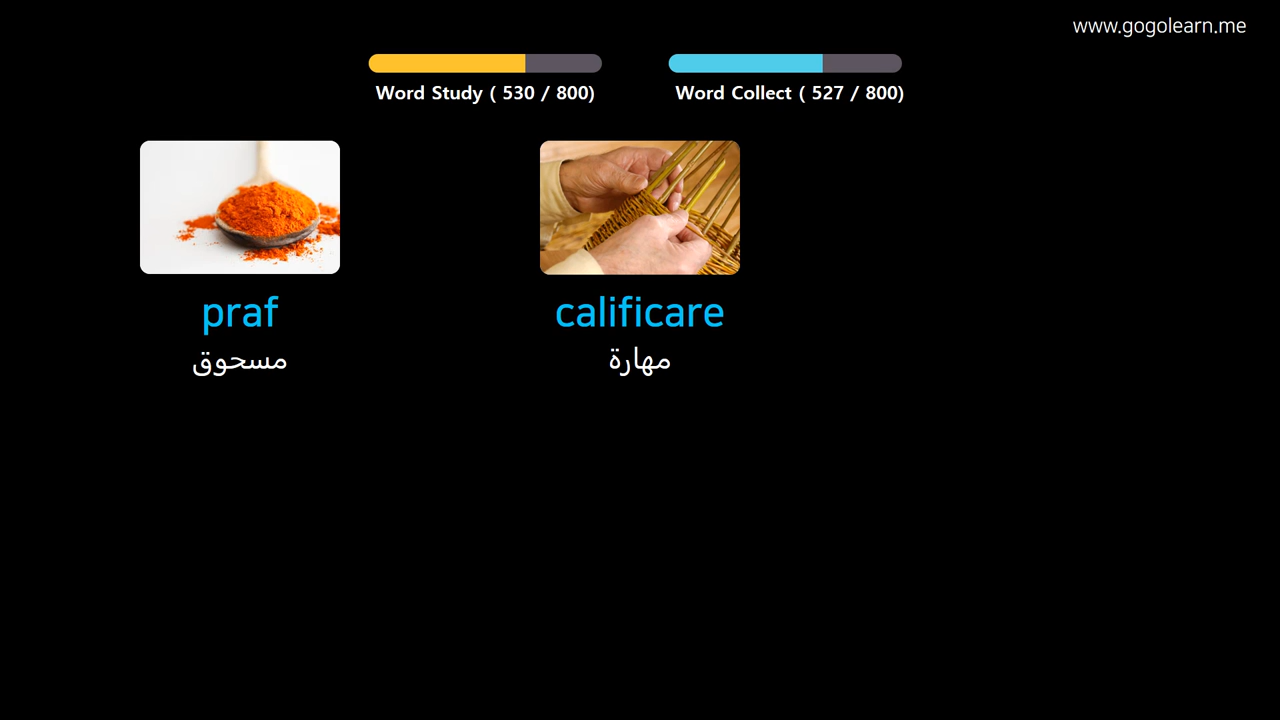 www.gogolearn.me
Word Study ( 530 / 800)
Word Collect ( 527 / 800)
praf
مسحوق
calificare
مهارة